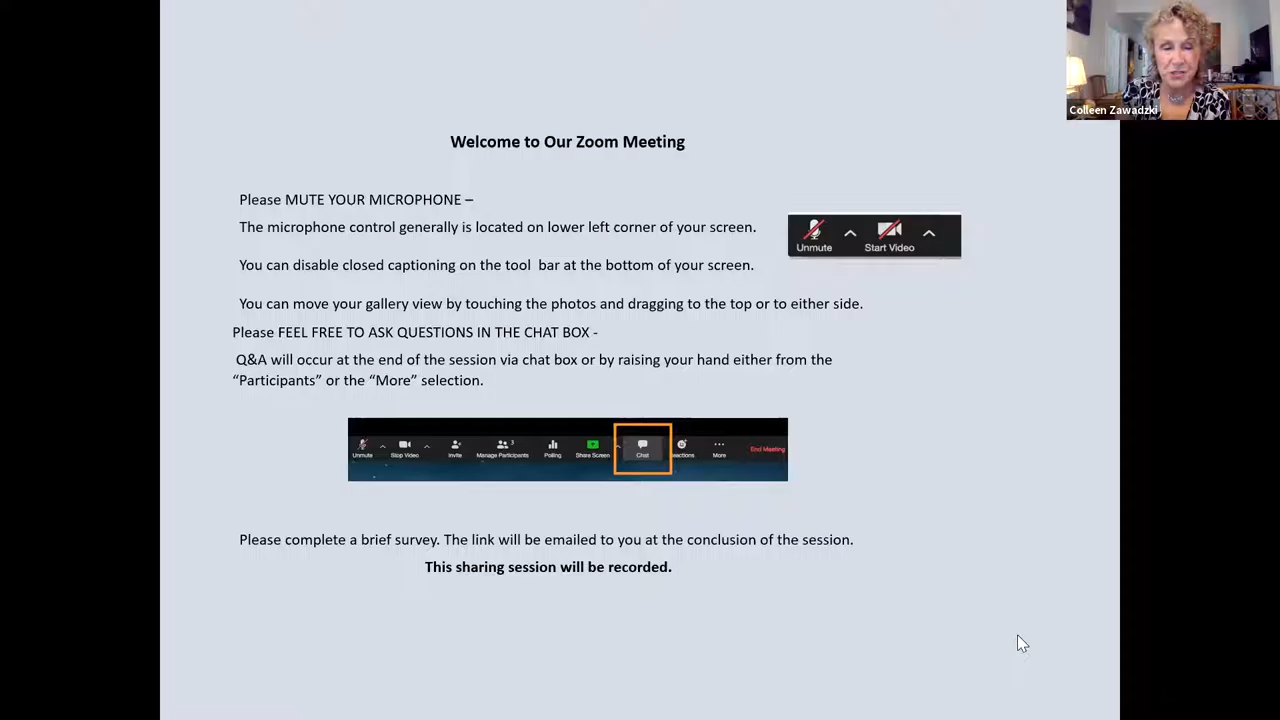 Colleen Zawadzki
Welcome to Our Zoom Meeting
Please MUTE YOUR MICROPHONE –
The microphone control generally is located on lower left corner of your screen.
Unmute Start Video
You can disable closed captioning on the tool bar at the bottom of your screen.
You can move your gallery view by touching the photos and dragging to the top or to either side.
Please FEEL FREE TO ASK QUESTIONS IN THE CHAT BOX -
Q&A will occur at the end of the session via chat box or by raising your hand either from the
“Participants” or the “More” selection.
3
Unmute Stop Video Invite Manage Participants Polling Share Screen Chat eactions More End Meeting
Please complete a brief survey. The link will be emailed to you at the conclusion of the session.
This sharing session will be recorded.